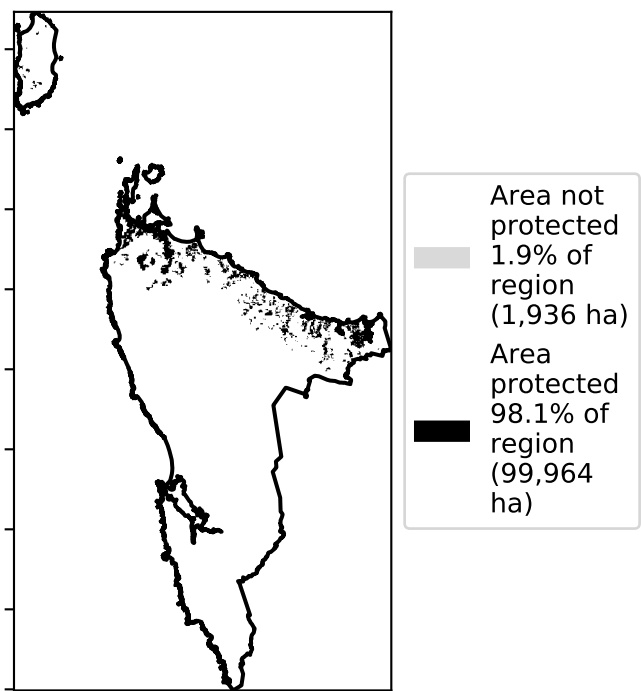 Area not
protected
1.9% of
region
(1,936 ha)
Area
protected
98.1% of
region
(99,964
ha)